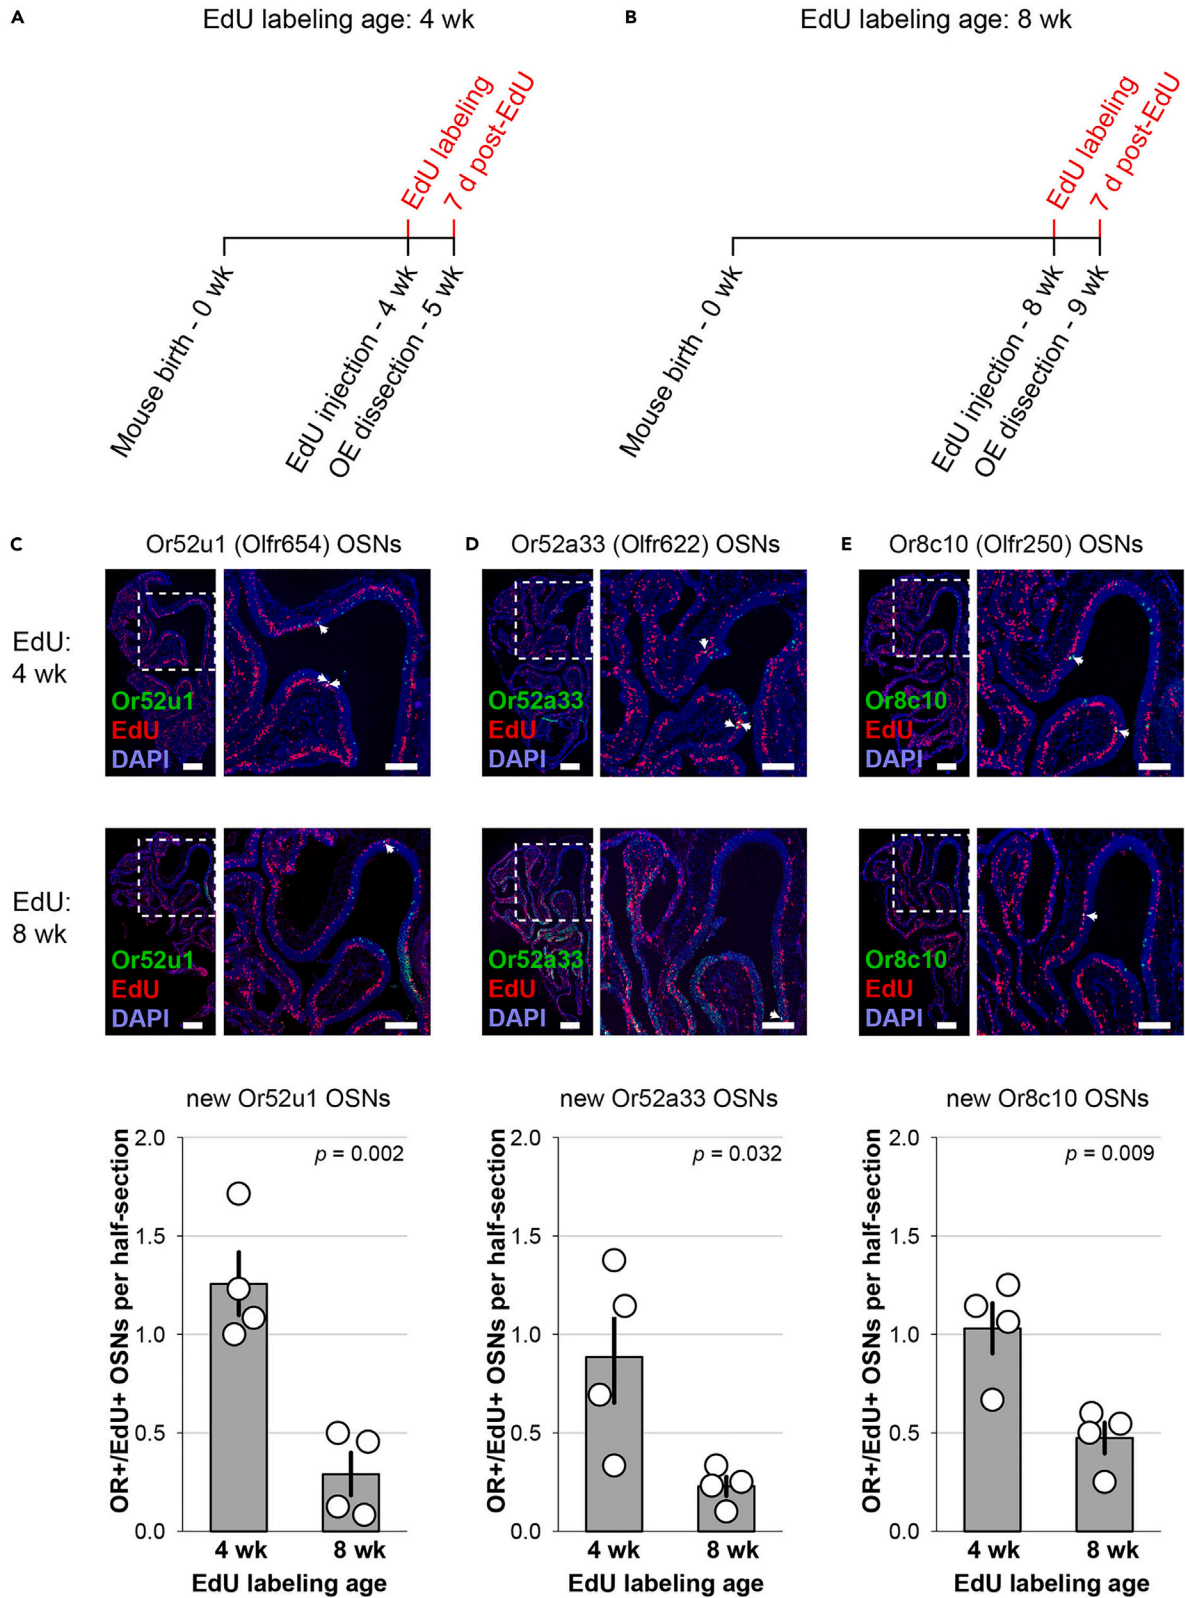 A
EdU labeling age: 4 wk
EdU labeling
7 d post-EdU
Mouse birth - 0 wk
EdU injection - 4 wk
OE dissection - 5 wk
B
EdU labeling age: 8 wk
EdU labeling
7 d post-EdU
Mouse birth - 0 wk
EdU injection - 8 wk
OE dissection - 9 wk
C
Or52u1 (Olfr654) OSNs
D
Or52a33 (Olfr622) OSNs
E
Or8c10 (Olfr250) OSNs
EdU:
4 wk
Or52u1
EdU
DAPI
Or52a33
EdU
DAPI
Or8c10
EdU
DAPI
EdU:
8 wk
Or52u1
EdU
DAPI
Or52a33
EdU
DAPI
Or8c10
EdU
DAPI
new Or52u1 OSNs
OR+/EdU+ OSNs per half-section
2.0
1.5
1.0
0.5
0.0
p = 0.002
4 wk
8 wk
EdU labeling age
new Or52a33 OSNs
OR+/EdU+ OSNs per half-section
2.0
1.5
1.0
0.5
0.0
p = 0.032
4 wk
8 wk
EdU labeling age
new Or8c10 OSNs
OR+/EdU+ OSNs per half-section
2.0
1.5
1.0
0.5
0.0
p = 0.009
4 wk
8 wk
EdU labeling age